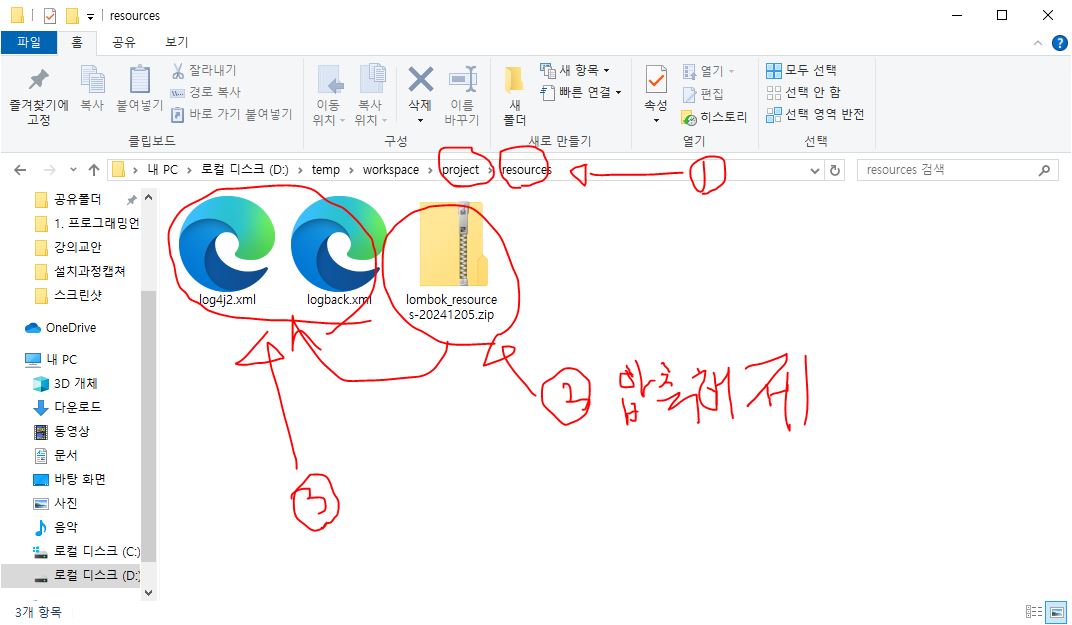 resources
파일 홈 공유 보기
즐겨찾기에 고정
복사
붙여넣기
잘라내기
경로 복사
바로 가기 붙여넣기
클립보드
이동 위치
복사 위치
삭제
이름 바꾸기
구성
새 폴더
새 항목
빠른 연결
새로 만들기
속성
열기
편집
히스토리
열기
모두 선택
선택 안 함
선택 영역 반전
선택
내 PC › 로컬 디스크 (D:) › temp › workspace › project › resources
resources 검색
①
공유폴더
1. 프로그래밍언
강의교안
설치과정캡쳐
스크린샷
OneDrive
내 PC
3D 개체
다운로드
동영상
문서
바탕 화면
사진
음악
로컬 디스크 (C:)
로컬 디스크 (D:)
log4j2.xml
logback.xml
lombok_resource
s-20241205.zip
② 압축해제
③
3개 항목